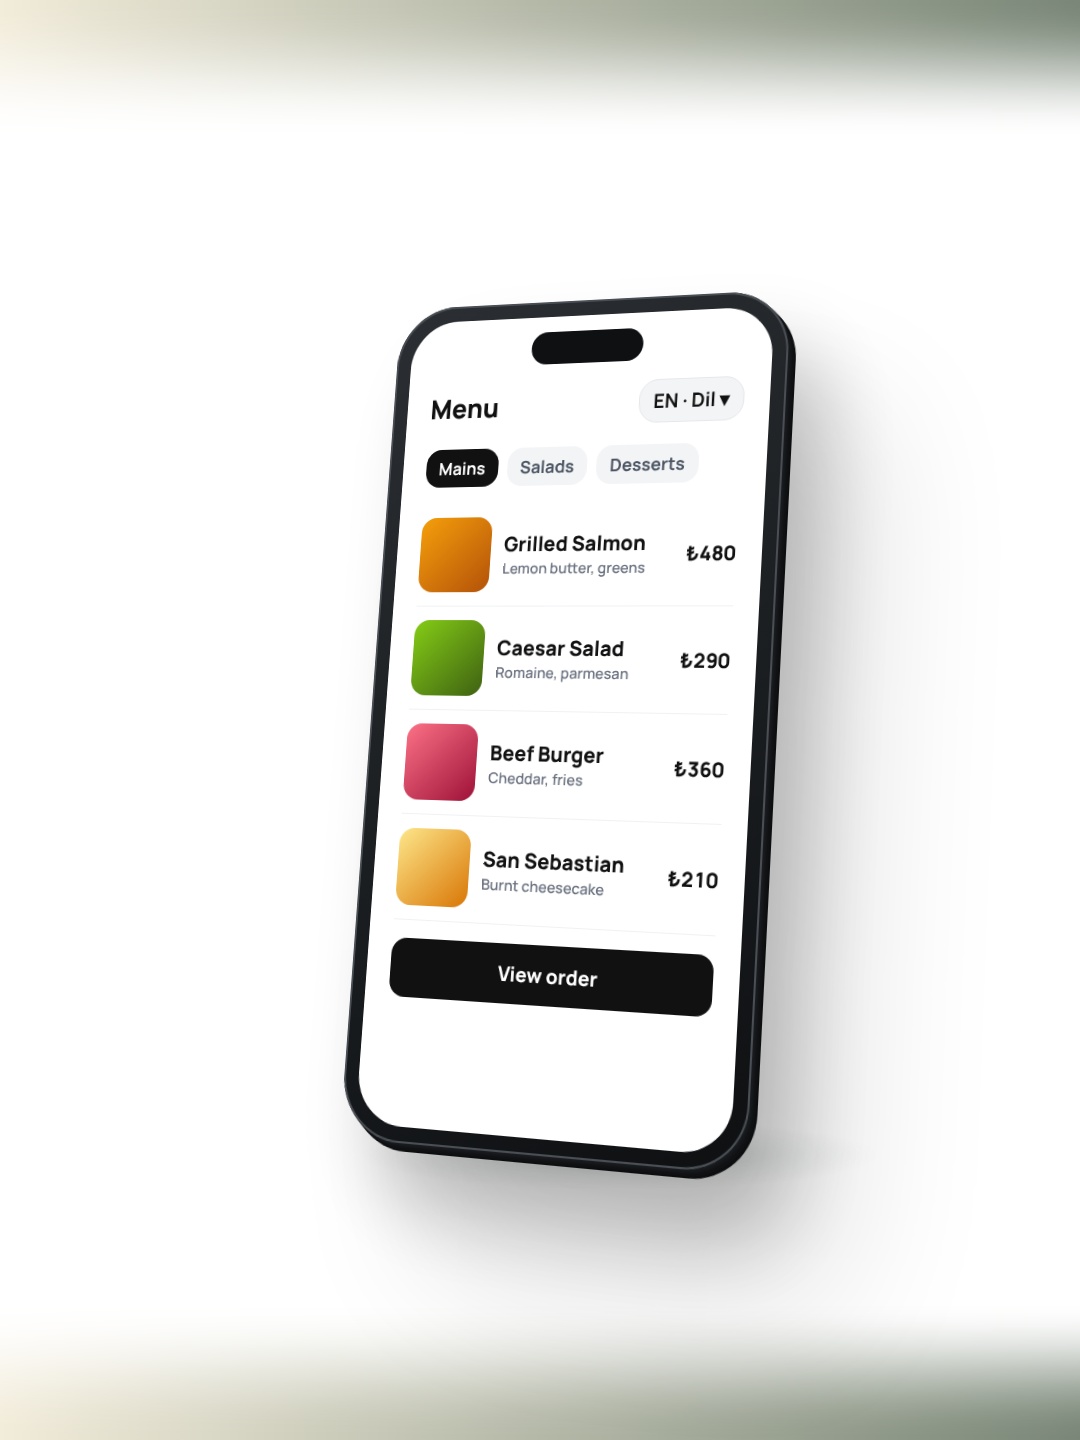 Menu
EN · Dil ▾
Mains
Salads
Desserts
Grilled Salmon
Lemon butter, greens
₺480
Caesar Salad
Romaine, parmesan
₺290
Beef Burger
Cheddar, fries
₺360
San Sebastian
Burnt cheesecake
₺210
View order